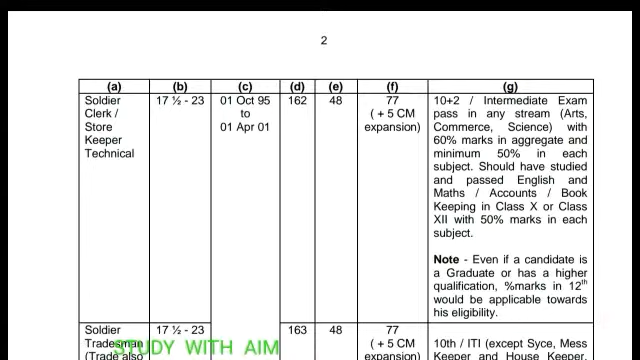 2
(a) (b) (c) (d) (e) (f) (g)
Soldier 17 ½ - 23 01 Oct 95 162 48 77 10+2 / Intermediate Exam
Clerk / to ( + 5 CM pass in any stream (Arts,
Store 01 Apr 01 expansion) Commerce, Science) with
Keeper 60% marks in aggregate and
Technical minimum 50% in each
subject. Should have studied
and passed English and
Maths / Accounts / Book
Keeping in Class X or Class
XII with 50% marks in each
subject.
Note - Even if a candidate is
a Graduate or has a higher
qualification, %marks in 12th
would be applicable towards
his eligibility.
Soldier 17 ½ - 23 163 48 77
Tradesman ( + 5 CM 10th / ITI (except Syce, Mess
(Trade also expansion) Keeper and House Keeper,
STUDY WITH AIM